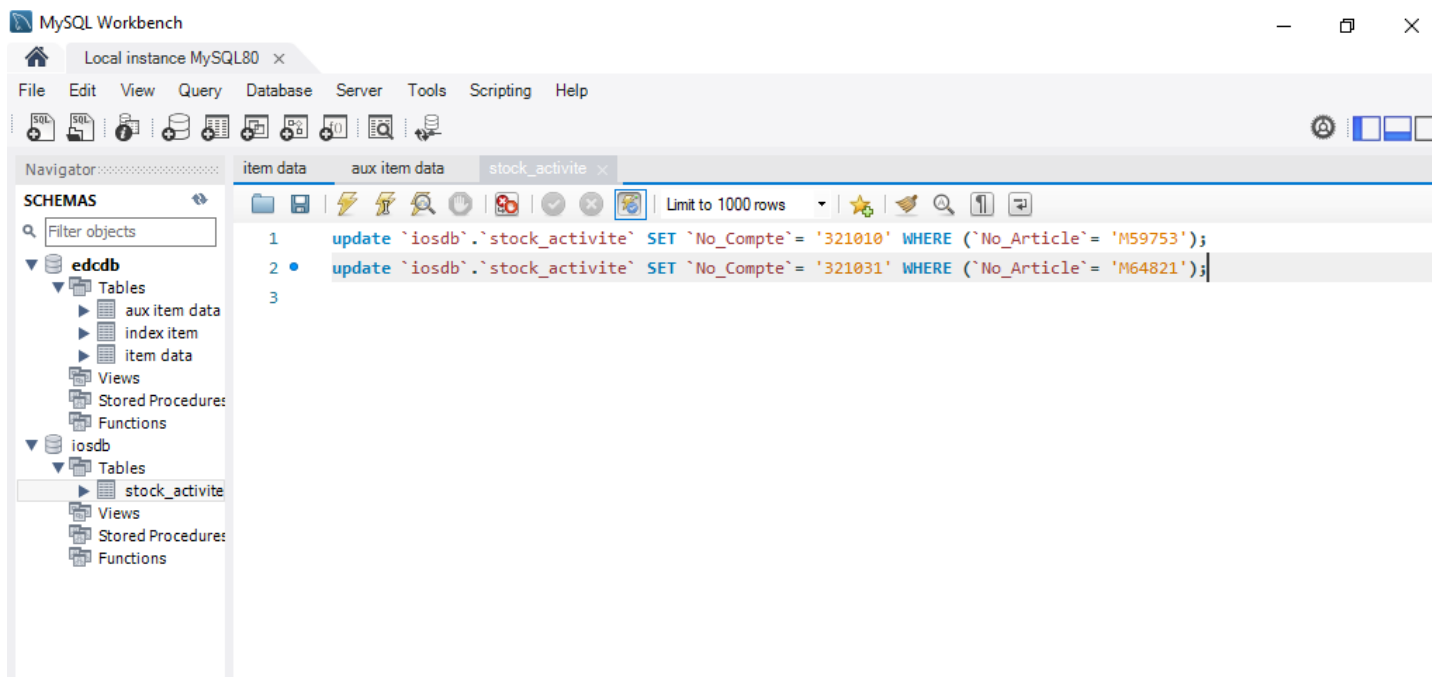 MySQL Workbench
Local instance MySQL80
File Edit View Query Database Server Tools Scripting Help
Navigator
item data aux item data stock_activite
SCHEMAS
Limit to 1000 rows
Filter objects
1 update `iosdb`.`stock_activite` SET `No_Compte`= '321010' WHERE (`No_Article`= 'M59753');
edcdb
2 update `iosdb`.`stock_activite` SET `No_Compte`= '321031' WHERE (`No_Article`= 'M64821');
Tables
3
aux item data
index item
item data
Views
Stored Procedures
Functions
iosdb
Tables
stock_activite
Views
Stored Procedures
Functions